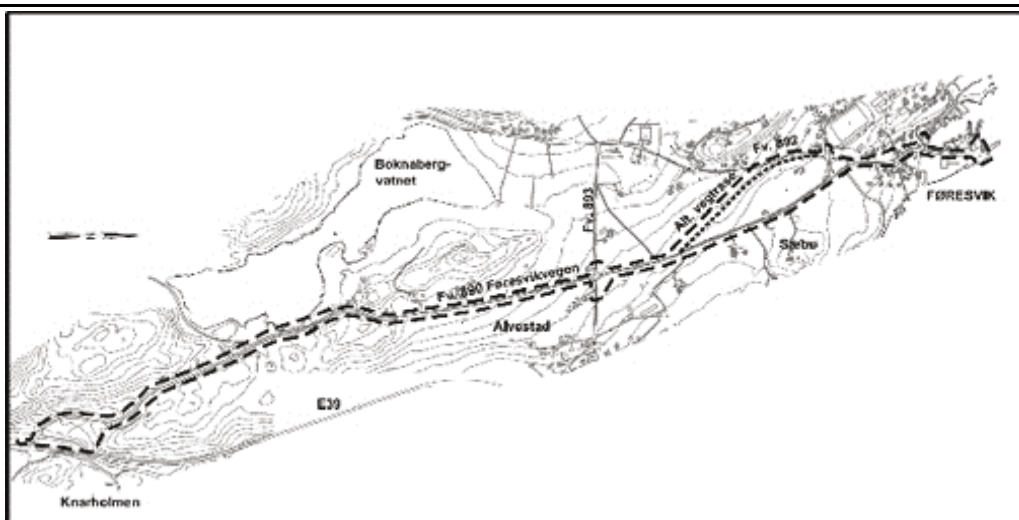 Boknaberg-
vatnet
Fv. 892
Alt. vegtrasé
FØRESVIK
Fv. 893
Sæbø
Fv. 890 Føresvikvegen
Alvestad
E39
Knarholmen